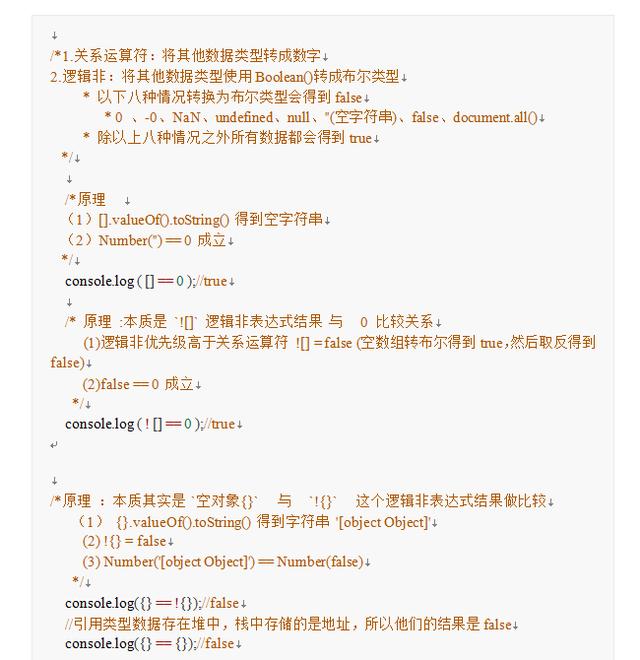 /*1.关系运算符：将其他数据类型转成数字↓
2.逻辑非：将其他数据类型使用 Boolean()转成布尔类型↓
* 以下八种情况转换为布尔类型会得到 false↓
* 0 、-0、NaN、undefined、null、''(空字符串)、false、document.all()↓
* 除以上八种情况之外所有数据都会得到 true↓
*/↓
/*原理 ↓
（1）[].valueOf().toString() 得到空字符串↓
（2）Number('') == 0 成立↓
*/↓
console.log ( [] == 0 );//true↓
/* 原理 :本质是 `![]` 逻辑非表达式结果 与 0 比较关系↓
(1)逻辑非优先级高于关系运算符 ![] = false (空数组转布尔得到 true,然后取反得到
false)↓
(2)false == 0 成立↓
*/↓
console.log ( ! [] == 0 );//true↓
/*原理 ：本质其实是 `空对象{}` 与 `!{}` 这个逻辑非表达式结果做比较↓
（1） {}.valueOf().toString() 得到字符串 '[object Object]'↓
(2) !{} = false↓
(3) Number('[object Object]') == Number(false)↓
*/↓
console.log({} == !{});//false↓
//引用类型数据存在堆中，栈中存储的是地址，所以他们的结果是 false↓
console.log({} == {});//false↓